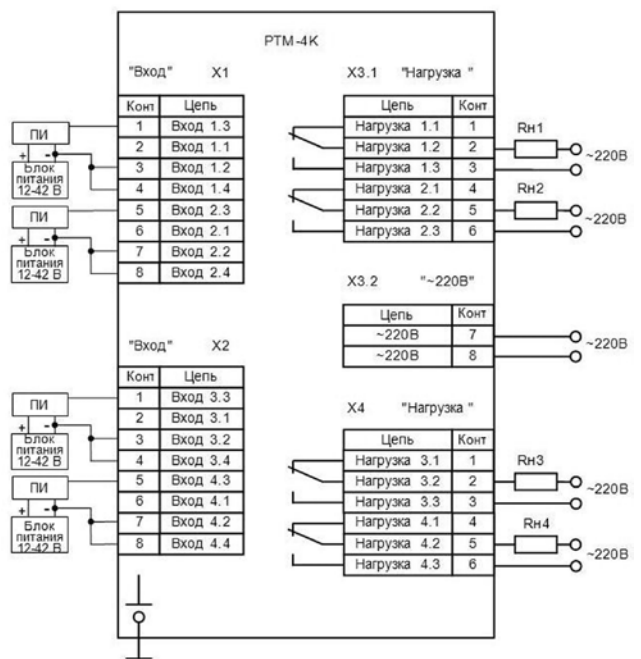 РТМ-4К
"Вход" Х1
Конт Цепь
1 Вход 1.3
2 Вход 1.1
3 Вход 1.2
4 Вход 1.4
5 Вход 2.3
6 Вход 2.1
7 Вход 2.2
8 Вход 2.4
ПИ
+ -
Блок
питания
12-42 В
ПИ
+ -
Блок
питания
12-42 В
Х3.1 "Нагрузка "
Цепь Конт
Нагрузка 1.1 1
Нагрузка 1.2 2
Нагрузка 1.3 3
Нагрузка 2.1 4
Нагрузка 2.2 5
Нагрузка 2.3 6
Rн1
~220В
Rн2
~220В
Х3.2 "~220В"
Цепь Конт
~220В 7
~220В 8
~220В
"Вход" Х2
Конт Цепь
1 Вход 3.3
2 Вход 3.1
3 Вход 3.2
4 Вход 3.4
5 Вход 4.3
6 Вход 4.1
7 Вход 4.2
8 Вход 4.4
ПИ
+ -
Блок
питания
12-42 В
ПИ
+ -
Блок
питания
12-42 В
Х4 "Нагрузка "
Цепь Конт
Нагрузка 3.1 1
Нагрузка 3.2 2
Нагрузка 3.3 3
Нагрузка 4.1 4
Нагрузка 4.2 5
Нагрузка 4.3 6
Rн3
~220В
Rн4
~220В